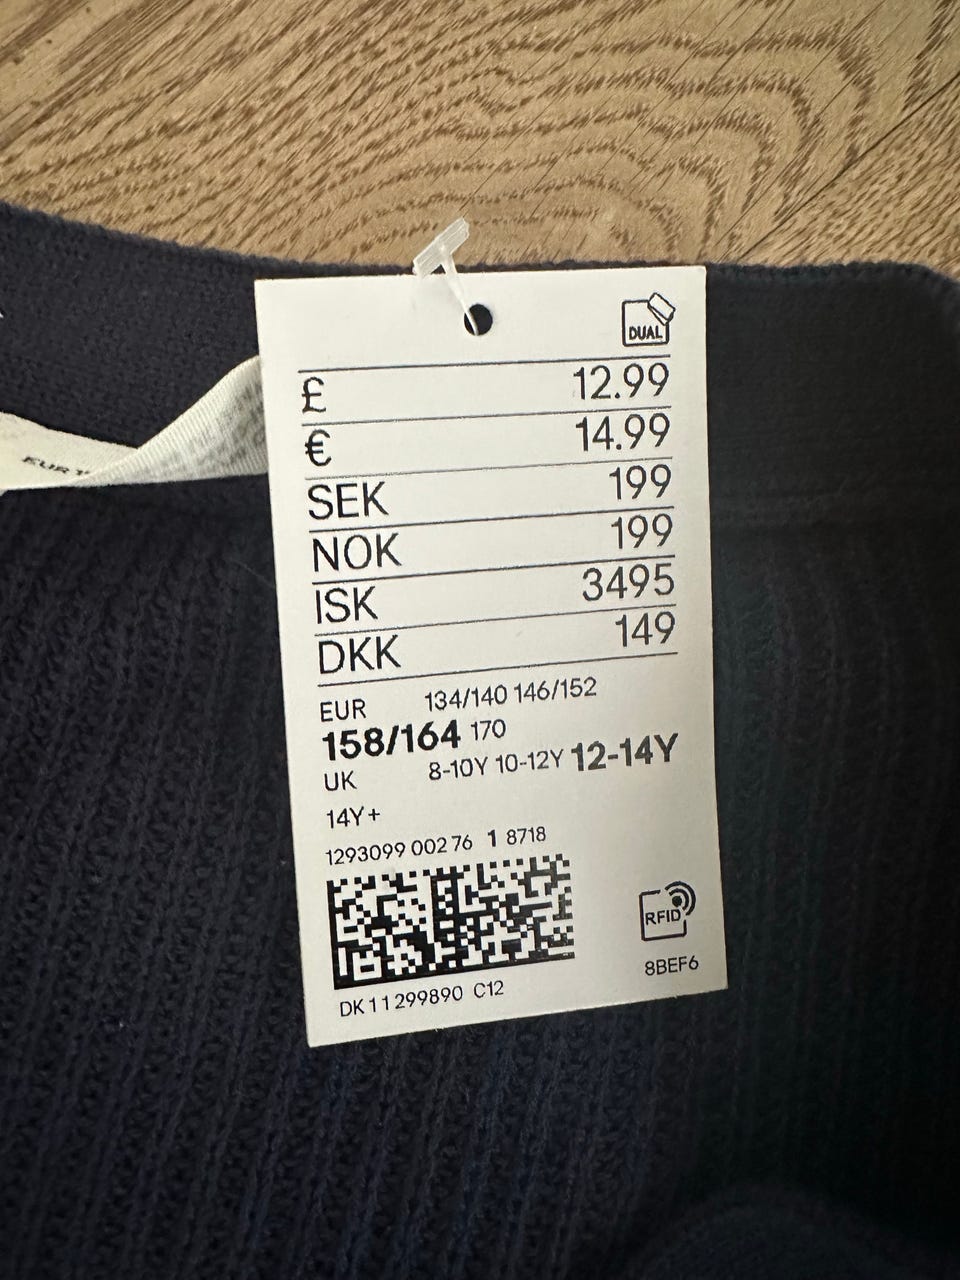 DUAL
£ 12.99
€ 14.99
SEK 199
NOK 199
ISK 3495
DKK 149
EUR 134/140 146/152
158/164 170
UK 8-10Y 10-12Y 12-14Y
14Y+
1293099 002 76 1 8718
RFID
8BEF6
DK 11299890 C12
EUR